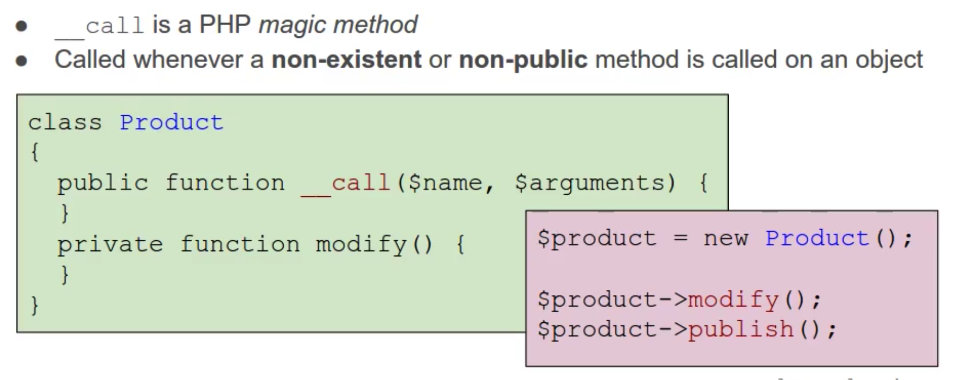 ● __call is a PHP magic method
● Called whenever a non-existent or non-public method is called on an object
class Product
{
  public function __call($name, $arguments) {
  }
  private function modify() {
  }
}
$product = new Product();
$product->modify();
$product->publish();